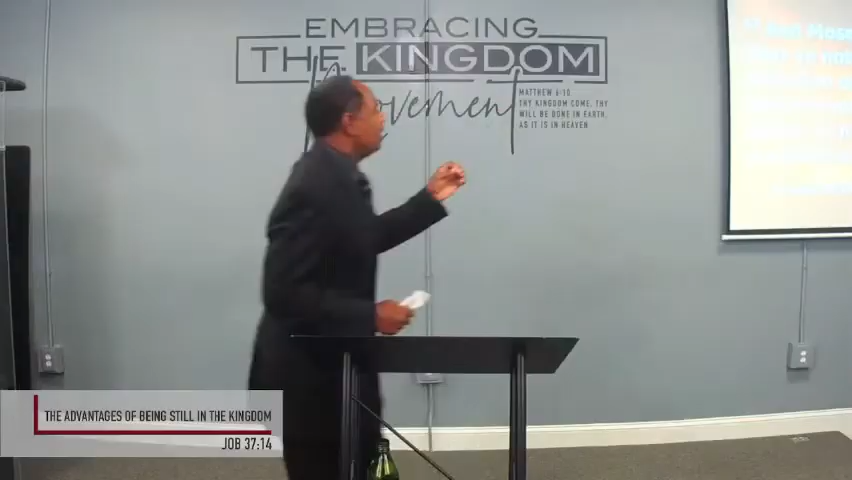 EMBRACING
THE KINGDOM
MATTHEW 6:10
THY KINGDOM COME, THY
WILL BE DONE IN EARTH,
AS IT IS IN HEAVEN
THE ADVANTAGES OF BEING STILL IN THE KINGDOM
JOB 37:14